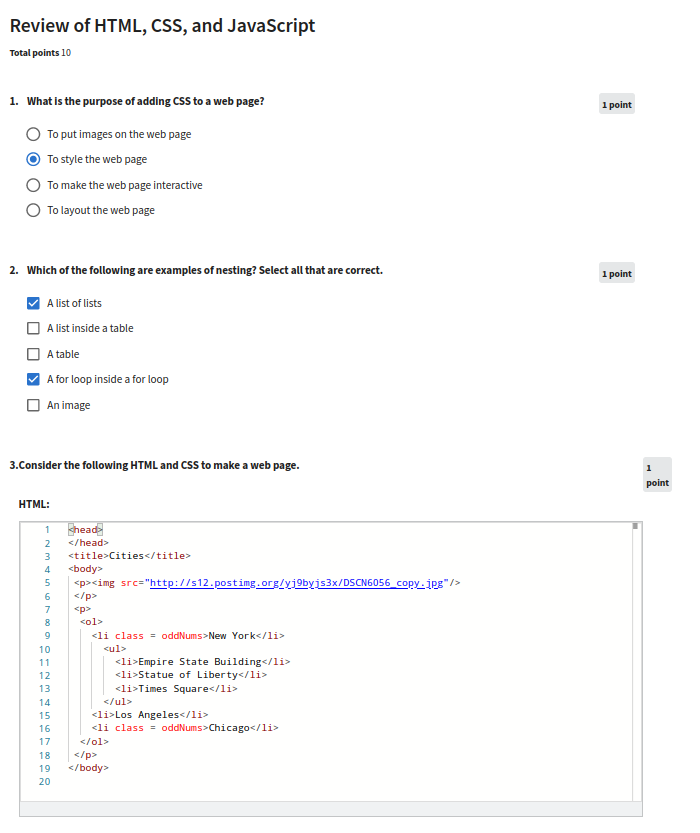 Review of HTML, CSS, and JavaScript
Total points 10
1. What is the purpose of adding CSS to a web page?
1 point
To put images on the web page
To style the web page
To make the web page interactive
To layout the web page
2. Which of the following are examples of nesting? Select all that are correct.
1 point
A list of lists
A list inside a table
A table
A for loop inside a for loop
An image
3.Consider the following HTML and CSS to make a web page.
1
point
HTML:
1 <head>
2 </head>
3 <title>Cities</title>
4 <body>
5 <p><img src="http://s12.postimg.org/yj9byjs3x/DSCN6056_copy.jpg"/>
6 </p>
7 <p>
8 <ol>
9 <li class = oddNums>New York</li>
10 <ul>
11 <li>Empire State Building</li>
12 <li>Statue of Liberty</li>
13 <li>Times Square</li>
14 </ul>
15 <li>Los Angeles</li>
16 <li class = oddNums>Chicago</li>
17 </ol>
18 </p>
19 </body>
20